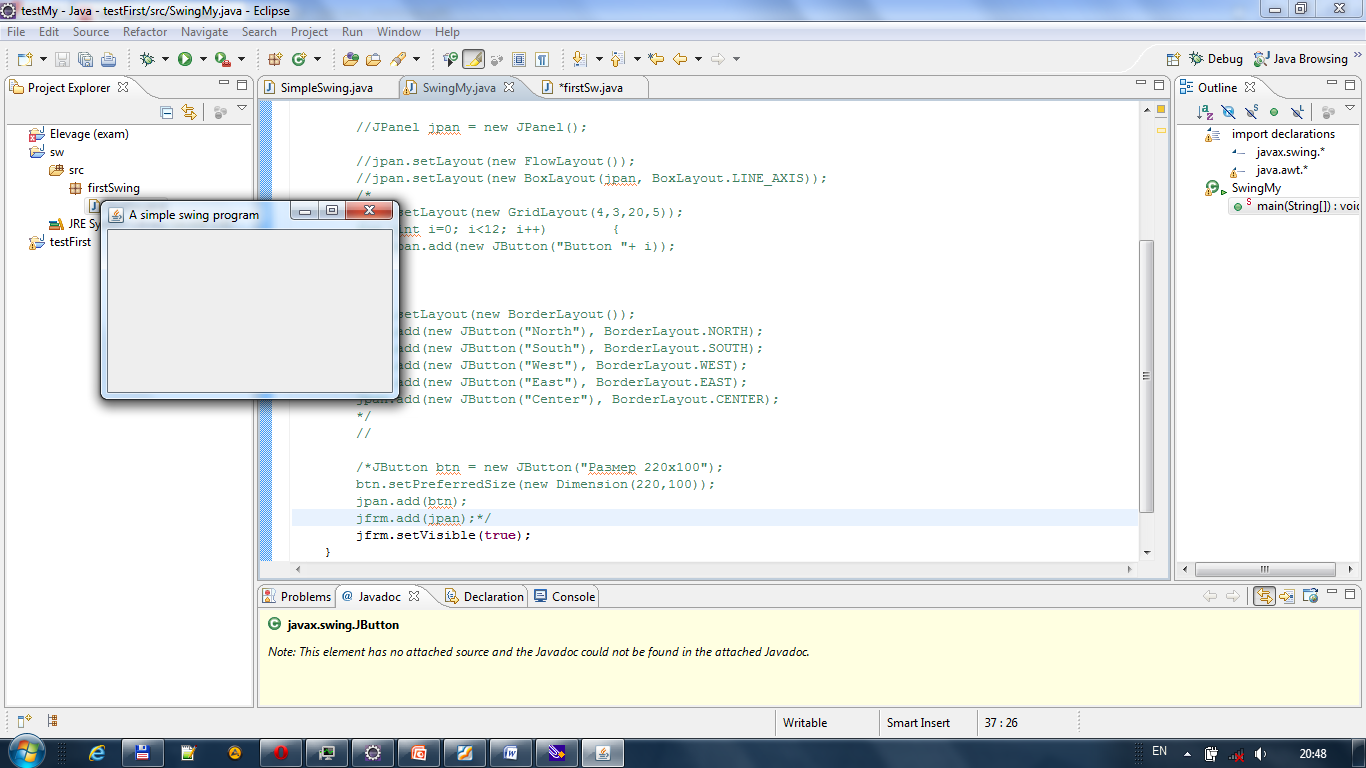 testMy - Java - testFirst/src/SwingMy.java - Eclipse
File Edit Source Refactor Navigate Search Project Run Window Help
Debug Java Browsing
Project Explorer
Elevage (exam)
sw
src
firstSwing
JRE Sy
testFirst
A simple swing program
SimpleSwing.java SwingMy.java *firstSw.java
//JPanel jpan = new JPanel();
//jpan.setLayout(new FlowLayout());
//jpan.setLayout(new BoxLayout(jpan, BoxLayout.LINE_AXIS));
/*
setLayout(new GridLayout(4,3,20,5));
int i=0; i<12; i++) {
pan.add(new JButton("Button "+ i));
setLayout(new BorderLayout());
add(new JButton("North"), BorderLayout.NORTH);
add(new JButton("South"), BorderLayout.SOUTH);
add(new JButton("West"), BorderLayout.WEST);
add(new JButton("East"), BorderLayout.EAST);
jpan.add(new JButton("Center"), BorderLayout.CENTER);
*/
//
/*JButton btn = new JButton("Размер 220x100");
btn.setPreferredSize(new Dimension(220,100));
jpan.add(btn);
jfrm.add(jpan);*/
jfrm.setVisible(true);
}
Outline
import declarations
javax.swing.*
java.awt.*
SwingMy
main(String[]) : void
Problems Javadoc Declaration Console
javax.swing.JButton
Note: This element has no attached source and the Javadoc could not be found in the attached Javadoc.
Writable Smart Insert 37 : 26
EN 20:48